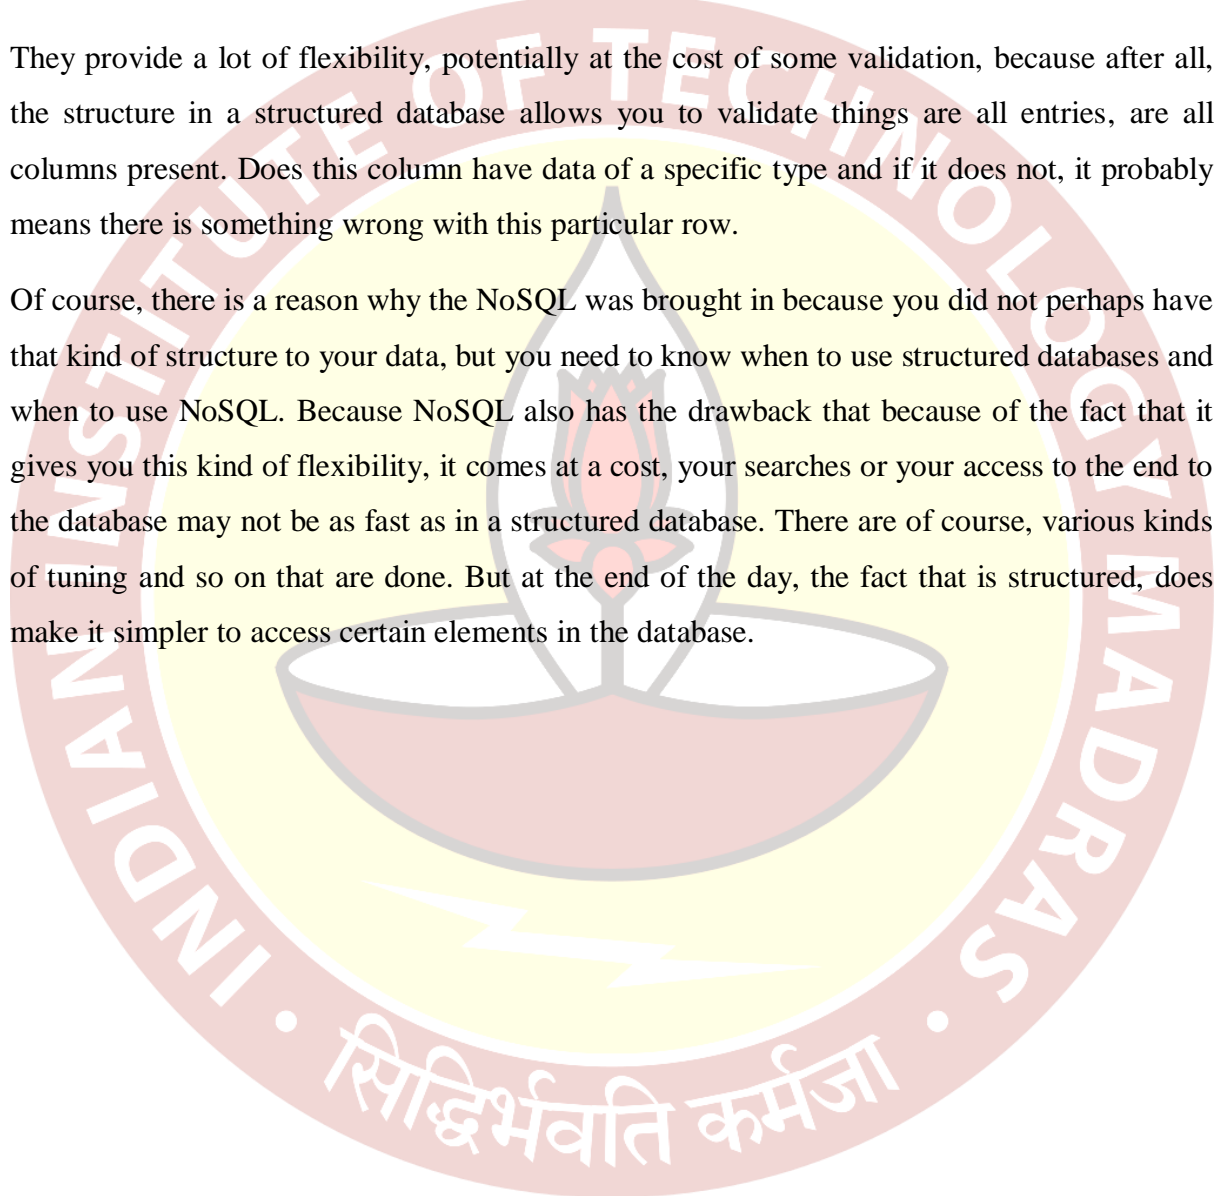 They provide a lot of flexibility, potentially at the cost of some validation, because after all,
the structure in a structured database allows you to validate things are all entries, are all
columns present. Does this column have data of a specific type and if it does not, it probably
means there is something wrong with this particular row.
Of course, there is a reason why the NoSQL was brought in because you did not perhaps have
that kind of structure to your data, but you need to know when to use structured databases and
when to use NoSQL. Because NoSQL also has the drawback that because of the fact that it
gives you this kind of flexibility, it comes at a cost, your searches or your access to the end to
the database may not be as fast as in a structured database. There are of course, various kinds
of tuning and so on that are done. But at the end of the day, the fact that is structured, does
make it simpler to access certain elements in the database.
INDIAN INSTITUTE OF TECHNOLOGY MADRAS
सिद्धिर्भवति कर्मजा